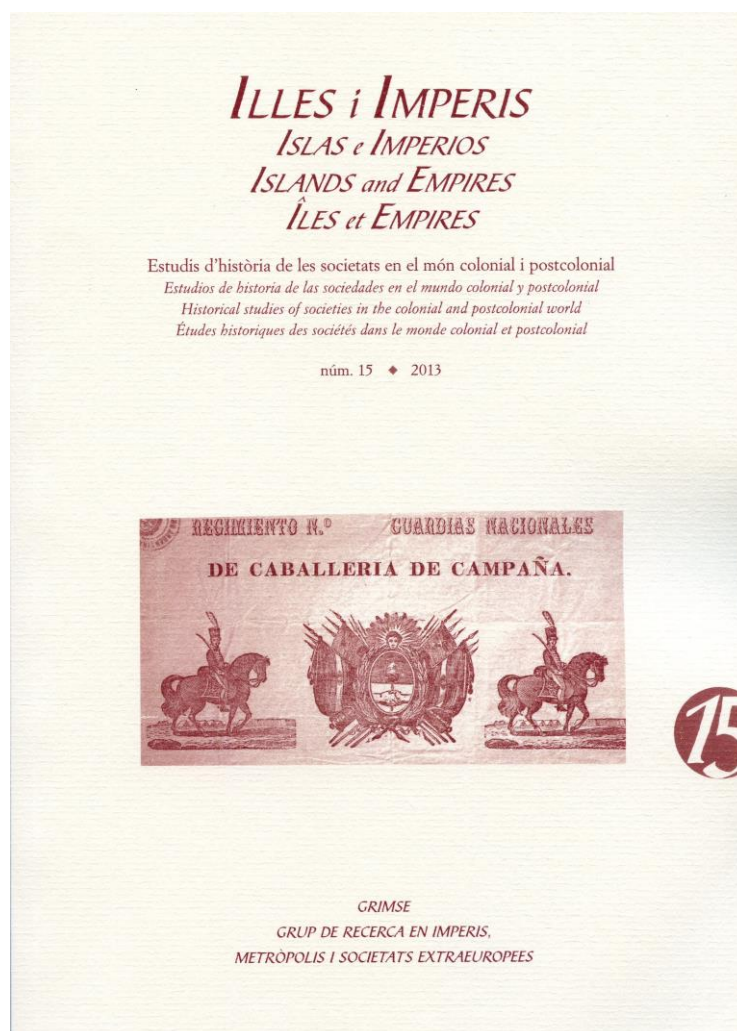 ILLES i IMPERIS
ISLAS e IMPERIOS
ISLANDS and EMPIRES
ÎLES et EMPIRES
Estudis d'història de les societats en el món colonial i postcolonial
Estudios de historia de las sociedades en el mundo colonial y postcolonial
Historical studies of societies in the colonial and postcolonial world
Études historiques des sociétés dans le monde colonial et postcolonial
núm. 15 ◆ 2013
REGIMIENTO N.º GUARDIAS NACIONALES
DE CABALLERIA DE CAMPAÑA.
15
GRIMSE
GRUP DE RECERCA EN IMPERIS,
METRÒPOLIS I SOCIETATS EXTRAEUROPEES